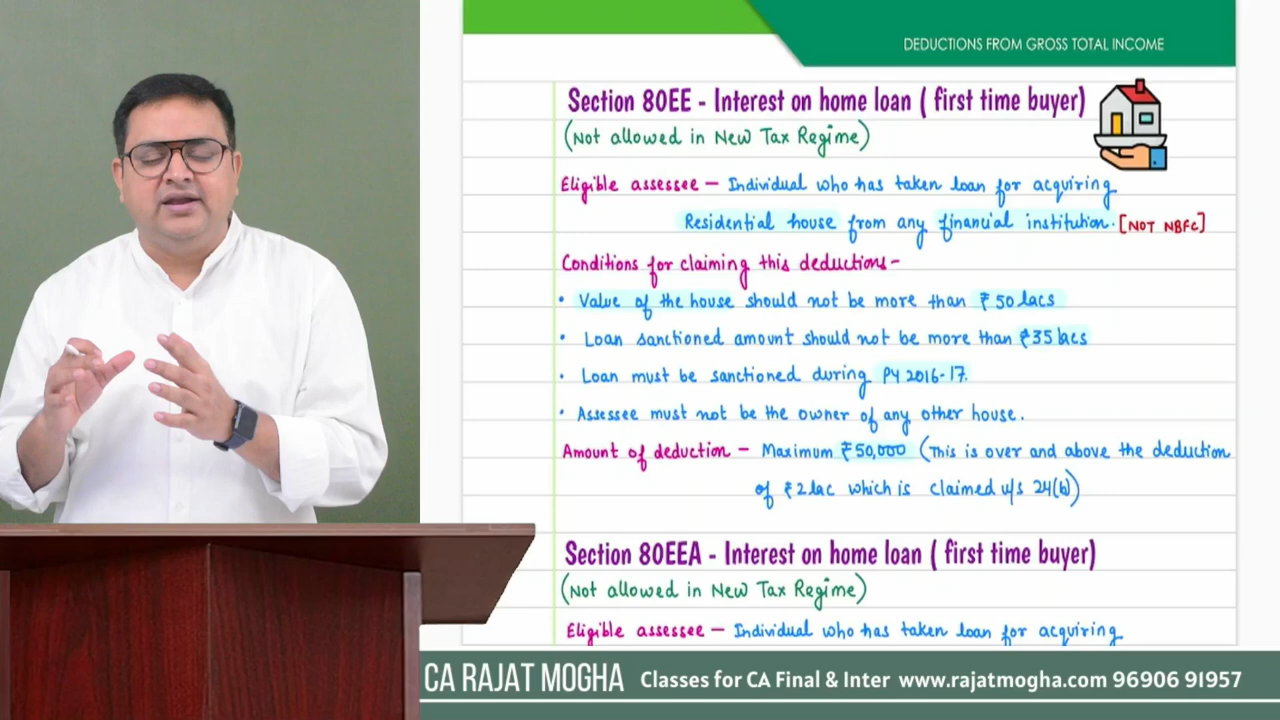 DEDUCTIONS FROM GROSS TOTAL INCOME
Section 80EE - Interest on home loan ( first time buyer)
(Not allowed in New Tax Regime)
Eligible assessee — Individual who has taken loan for acquiring
Residential house from any financial institution. [NOT NBFC]
Conditions for claiming this deductions-
• Value of the house should not be more than ₹ 50 lacs
• Loan sanctioned amount should not be more than ₹35 lacs
• Loan must be sanctioned during PY 2016-17.
• Assessee must not be the owner of any other house.
Amount of deduction - Maximum ₹50,000 (This is over and above the deduction
of ₹2 lac which is claimed u/s 24(b))
Section 80EEA - Interest on home loan ( first time buyer)
(Not allowed in New Tax Regime)
Eligible assessee — Individual who has taken loan for acquiring
CA RAJAT MOGHA Classes for CA Final & Inter www.rajatmogha.com 96906 91957